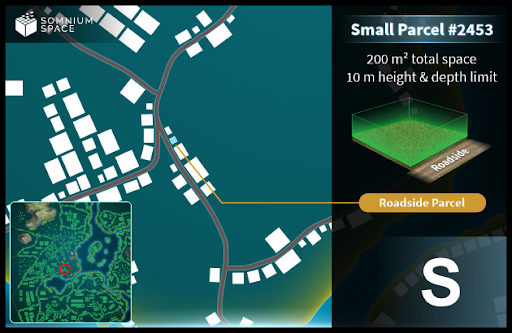 SOMNIUM
SPACE
Small Parcel #2453
200 m² total space
10 m height & depth limit
Roadside
Roadside Parcel
S